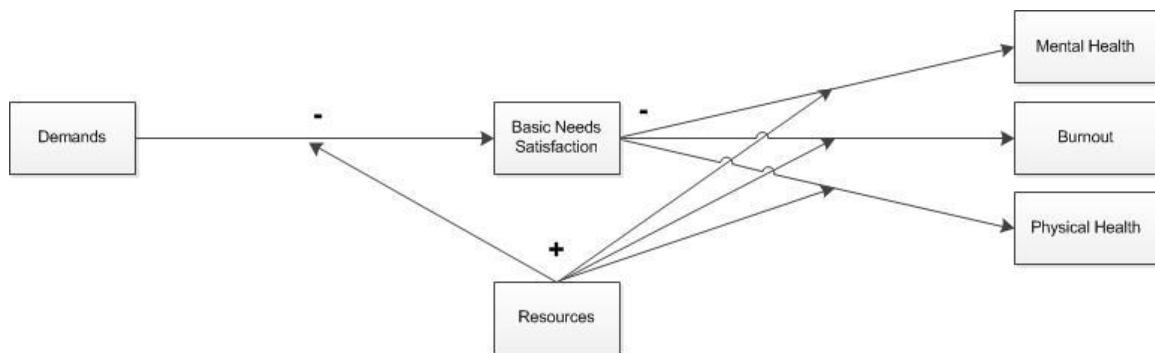 Mental Health
-
-
Demands
Basic Needs
Satisfaction
Burnout
Physical Health
+
Resources